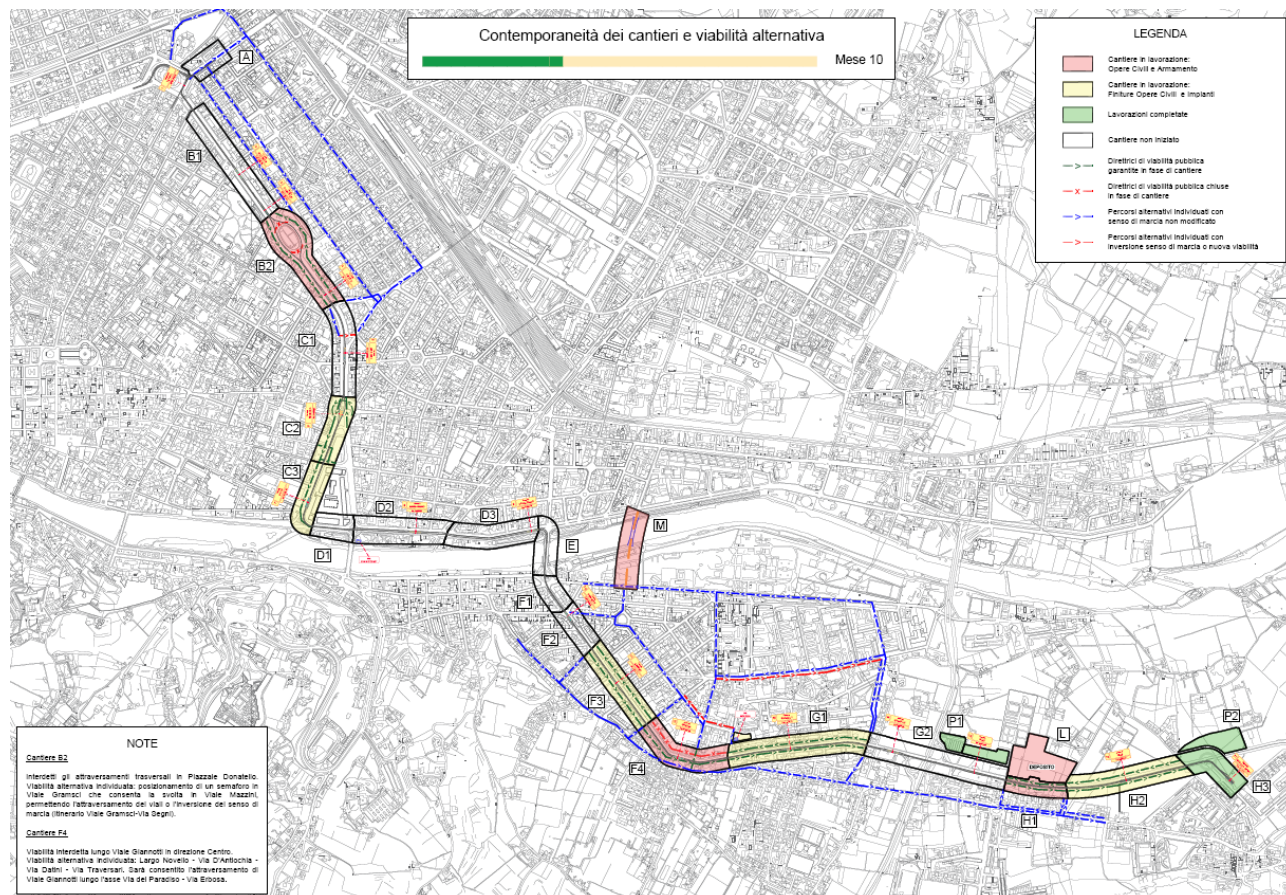 Contemporaneità dei cantieri e viabilità alternativa
Mese 10
LEGENDA
Cantiere in lavorazione:
Opere Civili e Armamento
Cantiere in lavorazione:
Finiture Opere Civili e Impianti
Lavorazioni completate
Cantiere non iniziato
Direttrici di viabilità pubblica
garantite in fase di cantiere
Direttrici di viabilità pubblica chiuse
in fase di cantiere
Percorsi alternativi individuati con
senso di marcia non modificato
Percorsi alternativi individuati con
inversione senso di marcia o nuova viabilità
A
B1
B2
C1
C2
C3
D1
D2
D3
E
M
F1
F2
F3
F4
G1
G2
P1
L
DEPOSITO
P2
H1
H2
H3
NOTE
Cantiere B2
Interdetti gli attraversamenti trasversali in Piazzale Donatello.
Viabilità alternativa individuata: posizionamento di un semaforo in
Viale Gramsci che consenta la svolta in Viale Mazzini,
permettendo l'attraversamento dei viali o l'inversione del senso di
marcia (itinerario Viale Gramsci-Via Segni).
Cantiere F4
Viabilità interdetta lungo Viale Giannotti in direzione Centro.
Viabilità alternativa individuata: Largo Novello - Via D'Antiochia -
Via Datini - Via Traversari. Sarà consentito l'attraversamento di
Viale Giannotti lungo l'asse Via del Paradiso - Via Erbosa.